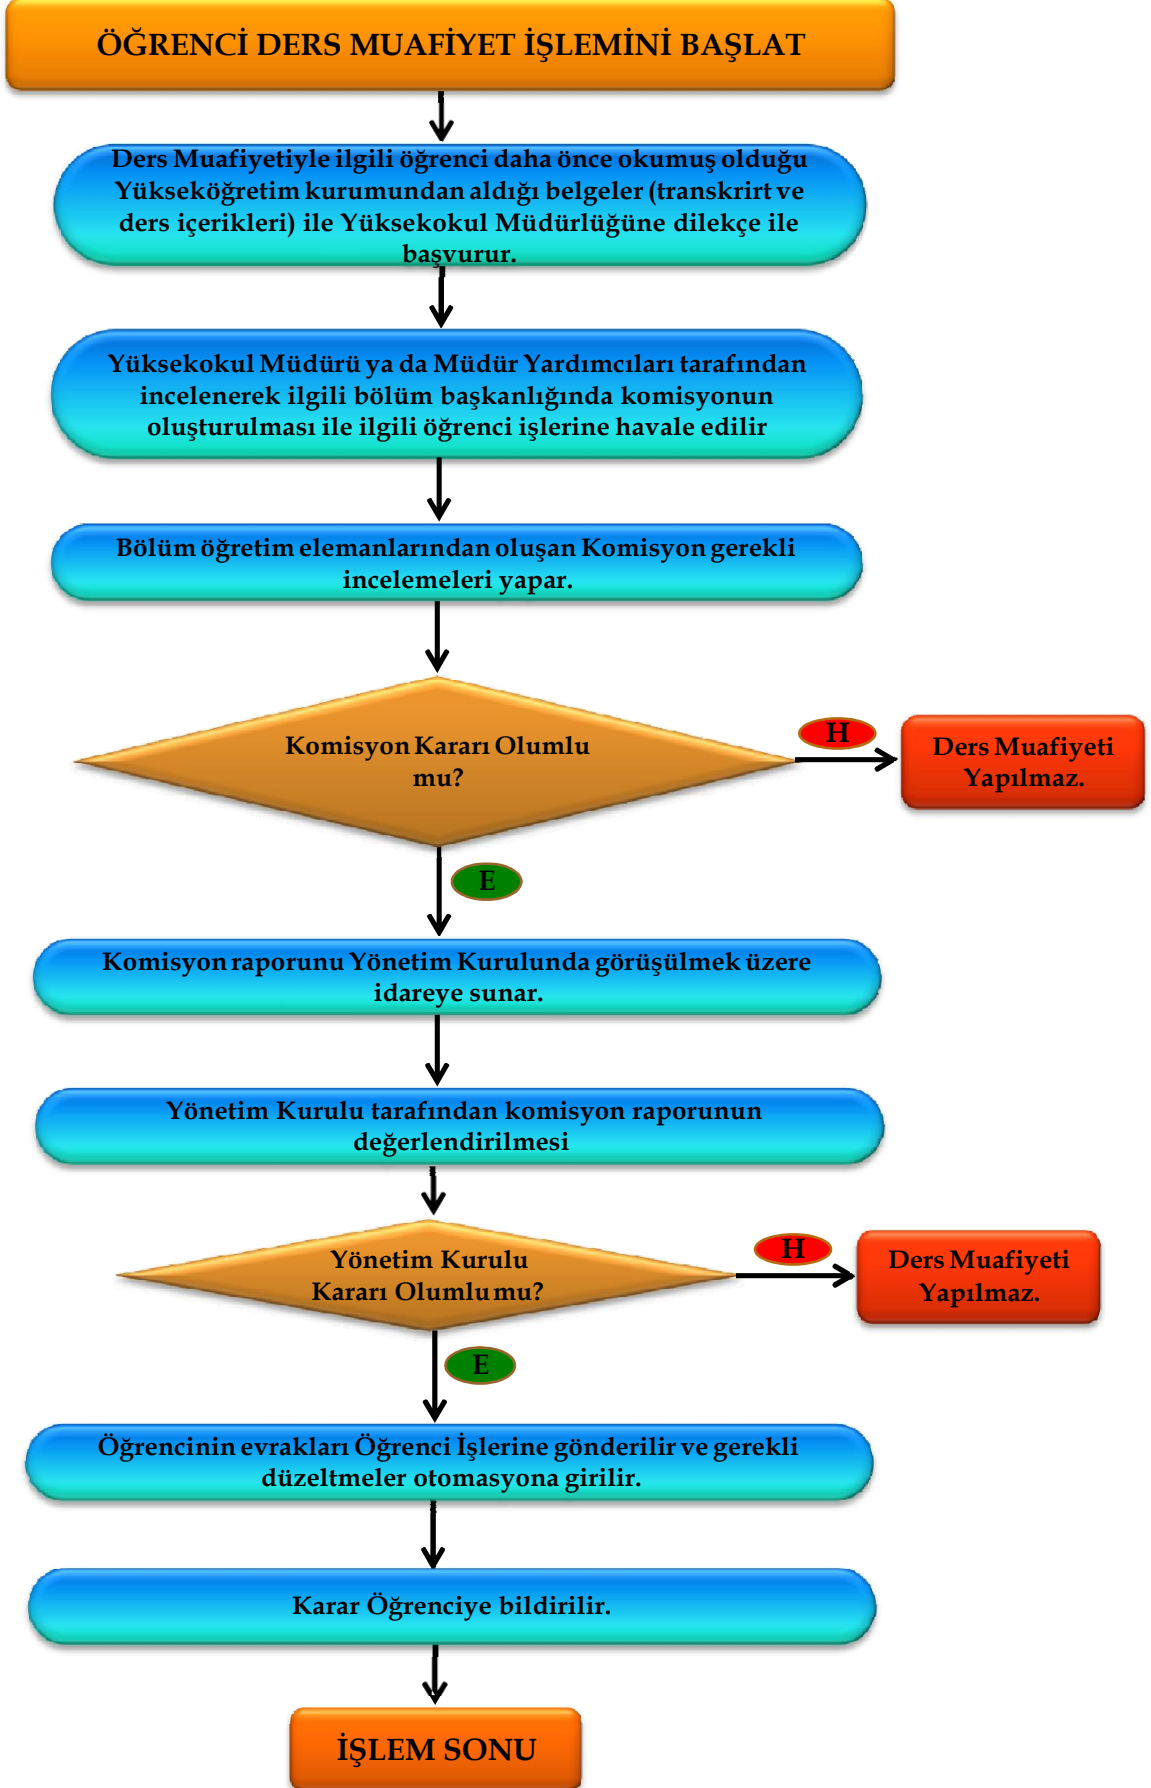 ÖĞRENCİ DERS MUAFİYET İŞLEMİNİ BAŞLAT
Ders Muafiyetiyle ilgili öğrenci daha önce okumuş olduğu
Yükseköğretim kurumundan aldığı belgeler (transkrirt ve
ders içerikleri) ile Yüksekokul Müdürlüğüne dilekçe ile
başvurur.
Yüksekokul Müdürü ya da Müdür Yardımcıları tarafından
incelenerek ilgili bölüm başkanlığında komisyonun
oluşturulması ile ilgili öğrenci işlerine havale edilir
Bölüm öğretim elemanlarından oluşan Komisyon gerekli
incelemeleri yapar.
Komisyon Kararı Olumlu
mu?
H
Ders Muafiyeti
Yapılmaz.
E
Komisyon raporunu Yönetim Kurulunda görüşülmek üzere
idareye sunar.
Yönetim Kurulu tarafından komisyon raporunun
değerlendirilmesi
Yönetim Kurulu
Kararı Olumlu mu?
H
Ders Muafiyeti
Yapılmaz.
E
Öğrencinin evrakları Öğrenci İşlerine gönderilir ve gerekli
düzeltmeler otomasyona girilir.
Karar Öğrenciye bildirilir.
İŞLEM SONU